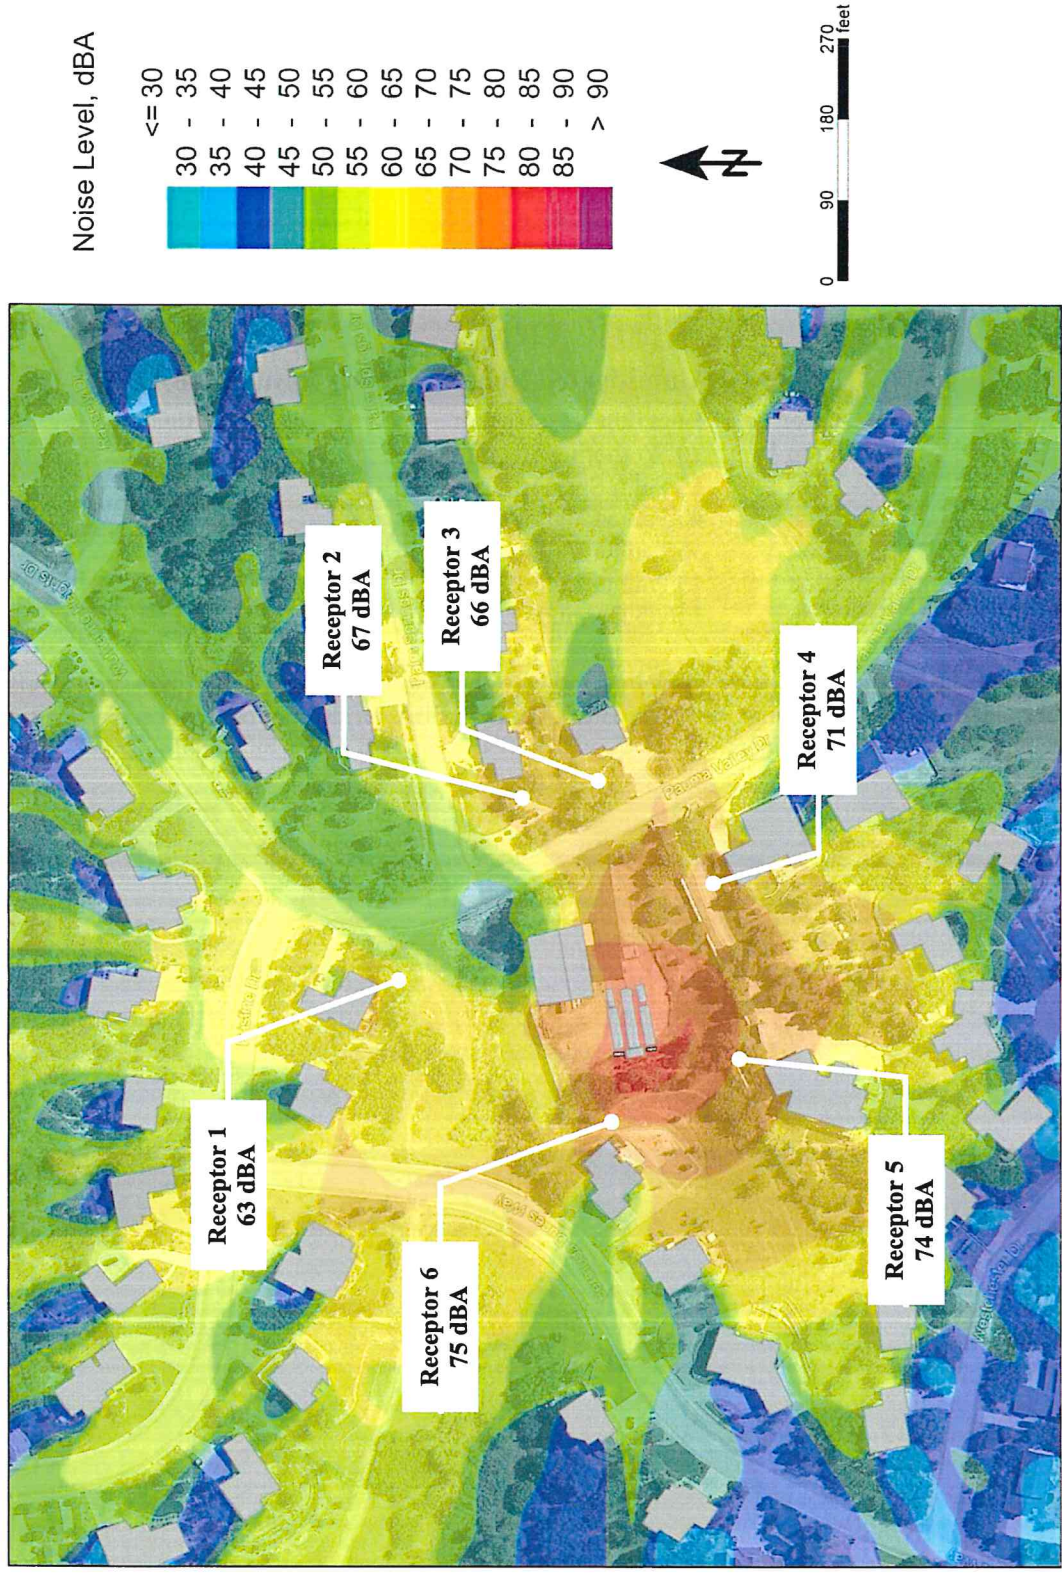 Noise Level, dBA
<= 30
30 - 35
35 - 40
40 - 45
45 - 50
50 - 55
55 - 60
60 - 65
65 - 70
70 - 75
75 - 80
80 - 85
85 - 90
> 90
N
0 90 180 270
feet
Receptor 1
63 dBA
Receptor 2
67 dBA
Receptor 3
66 dBA
Receptor 4
71 dBA
Receptor 5
74 dBA
Receptor 6
75 dBA